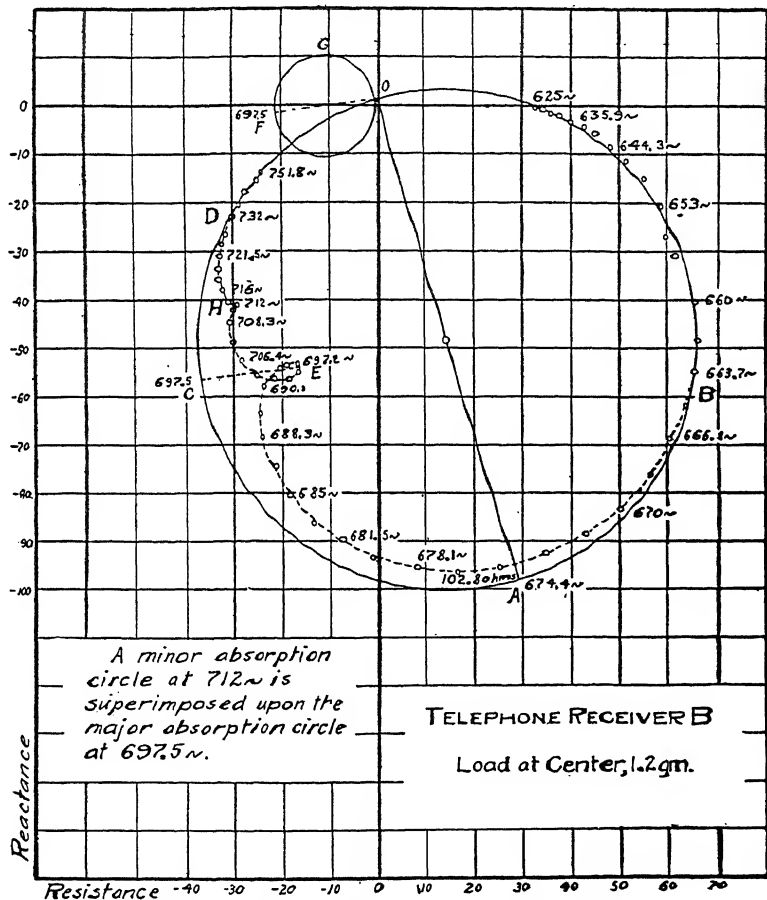 G
O
0
625~
697.5
F
635.9~
-10
644.3~
751.8~
-20
D
732~
653~
-30
721.5~
-40
716~
H
712~
660~
708.3~
-50
706.4~
697.2~
697.5
E
663.7~
C
690.1
B
-60
666.8~
-70
688.3~
-80
685~
670~
-90
681.5~
678.1~
102.8 ohms
-100
A
674.4~
A minor absorption
circle at 712~ is
superimposed upon the
major absorption circle
at 697.5~.
TELEPHONE RECEIVER B
Load at Center, 1.2gm.
Reactance
Resistance -40 -30 -20 -10 0 10 20 30 40 50 60 70